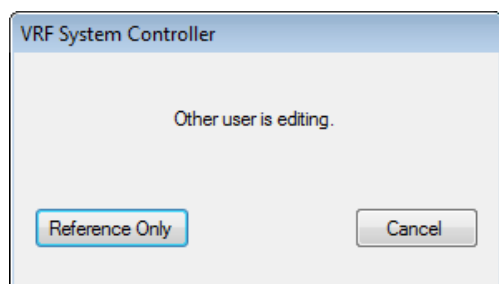 VRF System Controller
Other user is editing.
Reference Only
Cancel